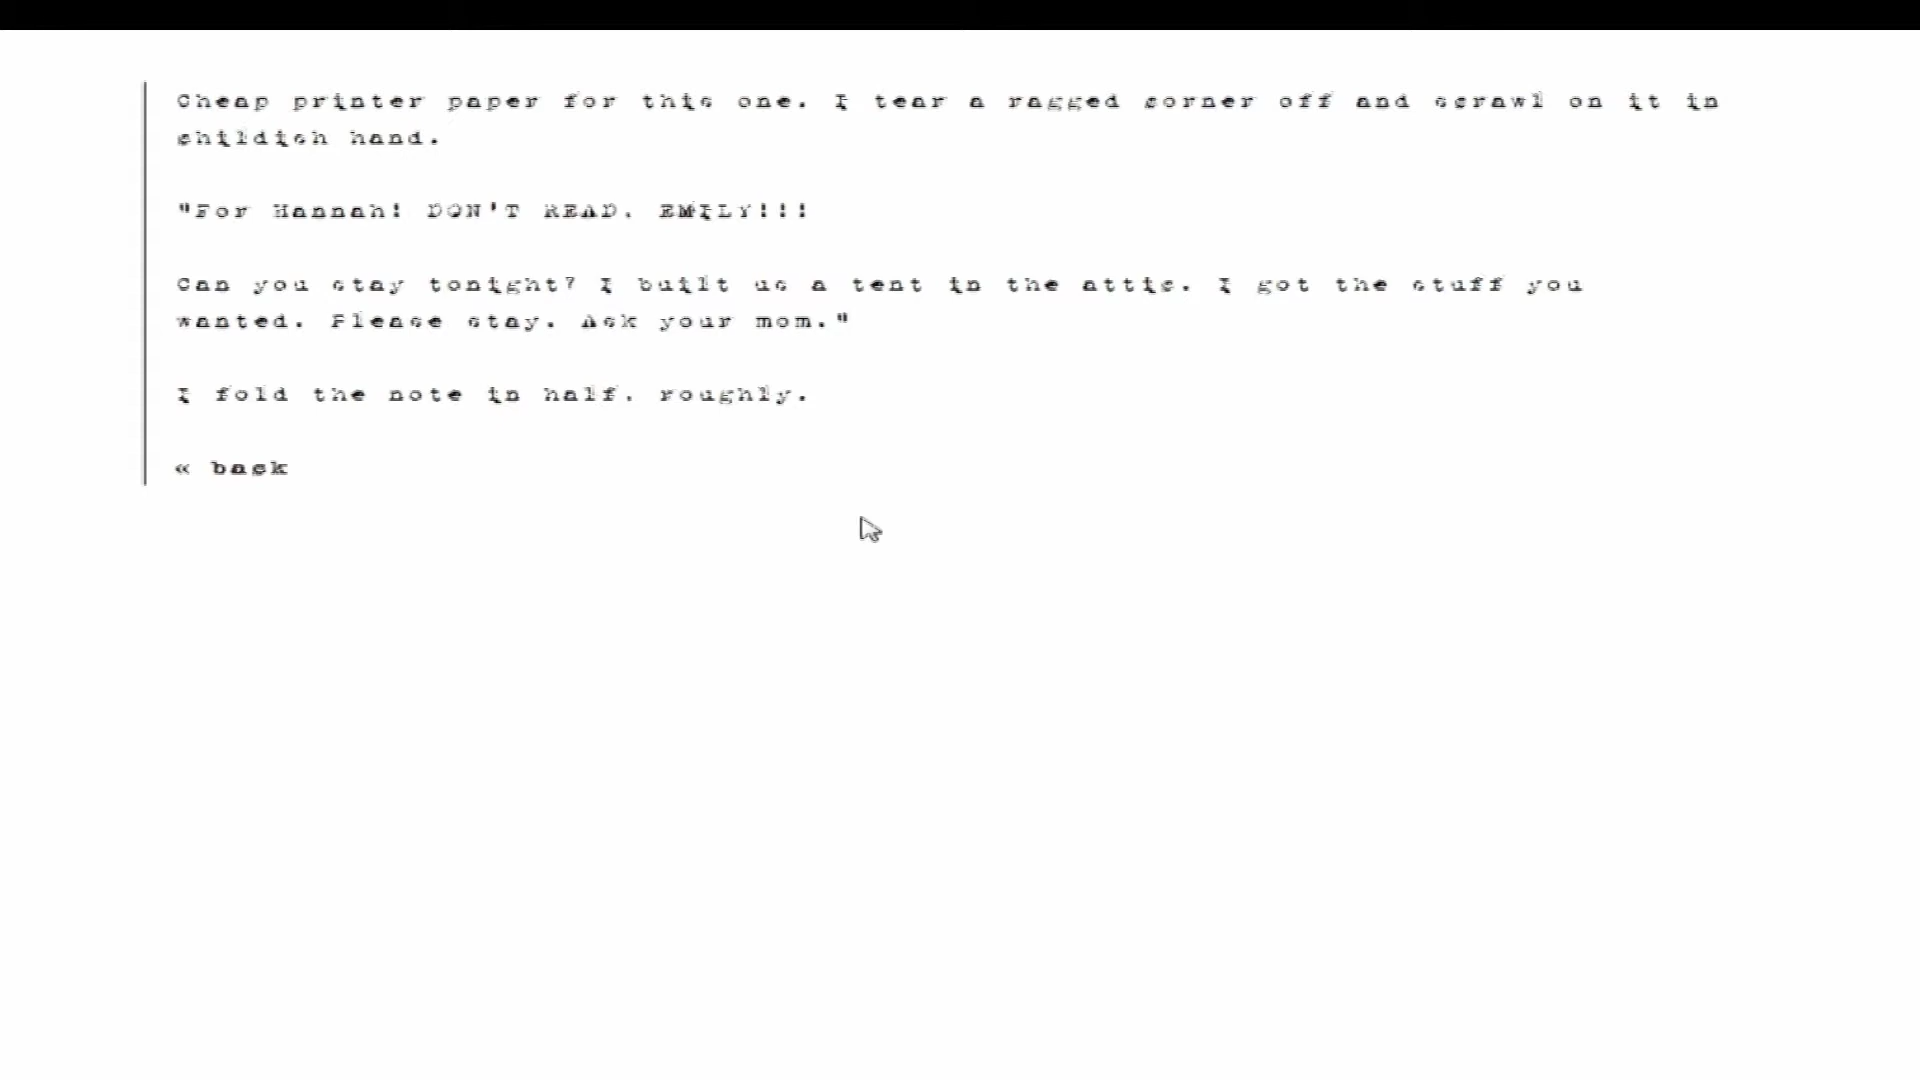 Cheap printer paper for this one. I tear a ragged corner off and scrawl on it in
childish hand.
"For Hannah! DON'T READ, EMILY!!!
Can you stay tonight? I built us a tent in the attic. I got the stuff you
wanted. Please stay. Ask your mom."
I fold the note in half, roughly.
« back